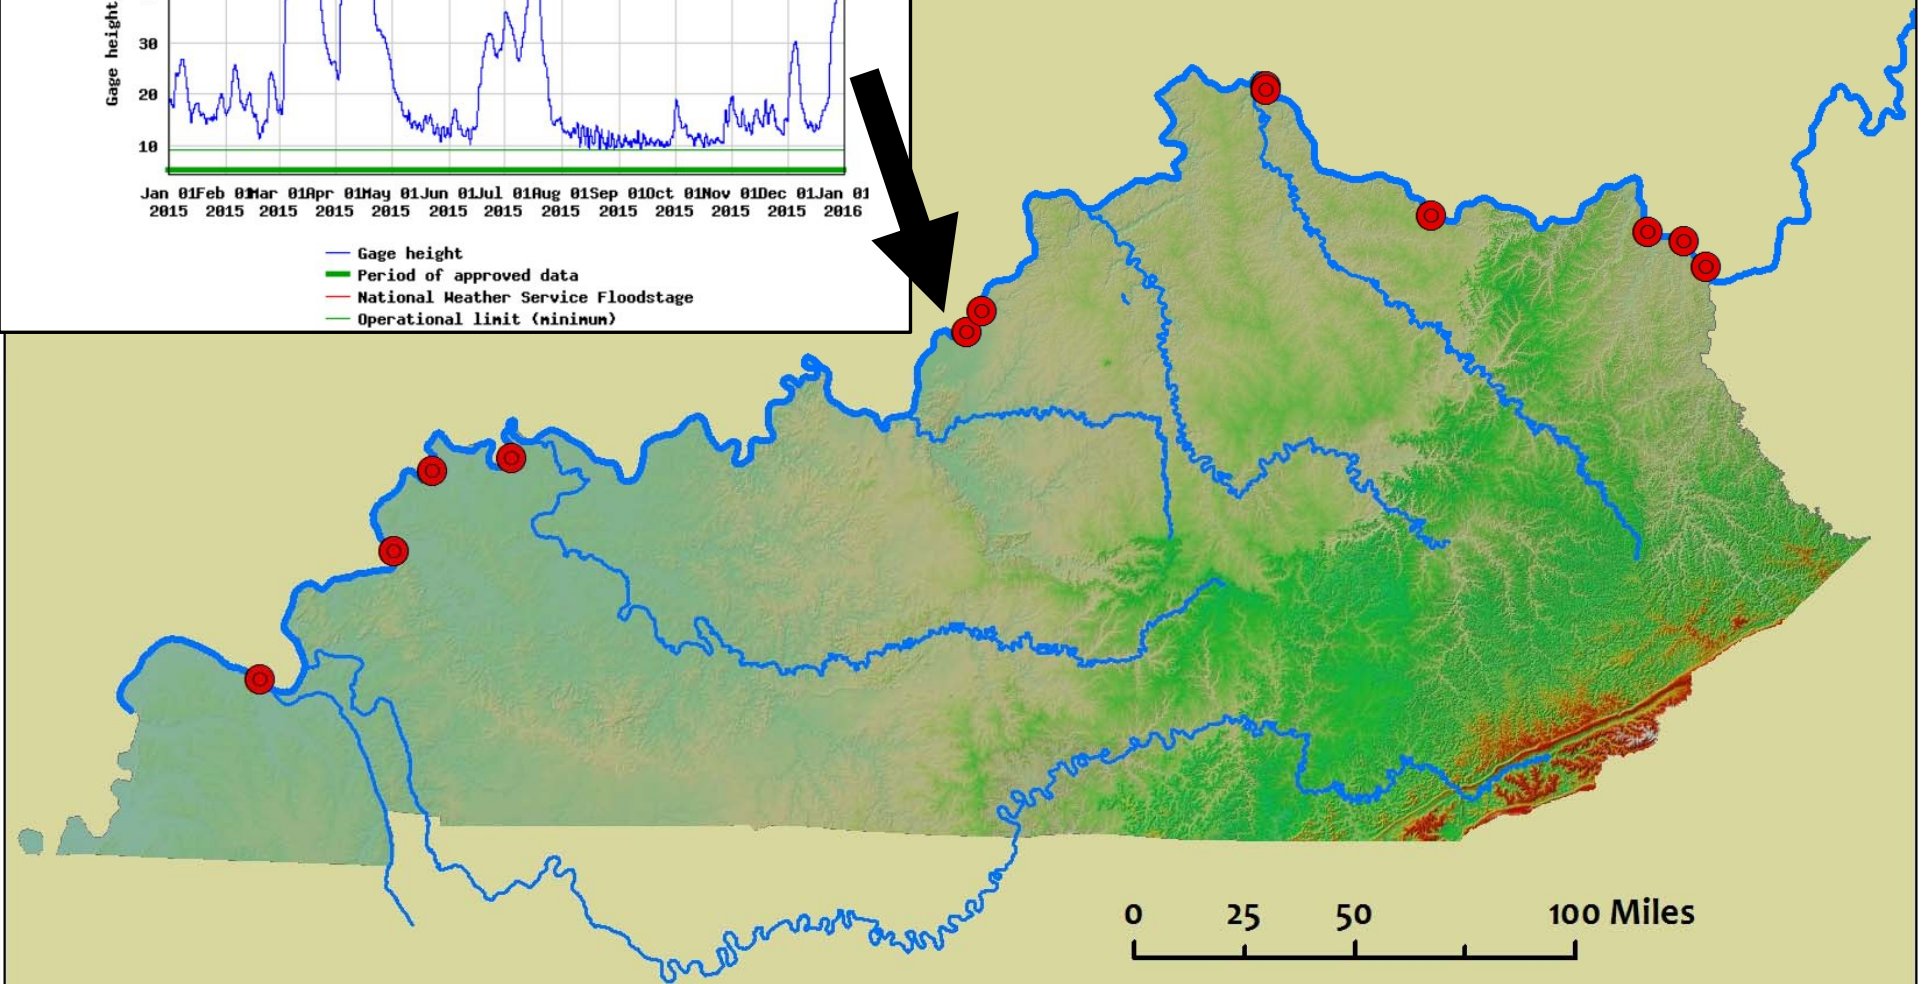 Gage height
30
20
10
Jan 01Feb 01Mar 01Apr 01May 01Jun 01Jul 01Aug 01Sep 01Oct 01Nov 01Dec 01Jan 01
2015 2015 2015 2015 2015 2015 2015 2015 2015 2015 2015 2015 2016
Gage height
Period of approved data
National Weather Service Floodstage
Operational limit (minimum)
0 25 50 100 Miles